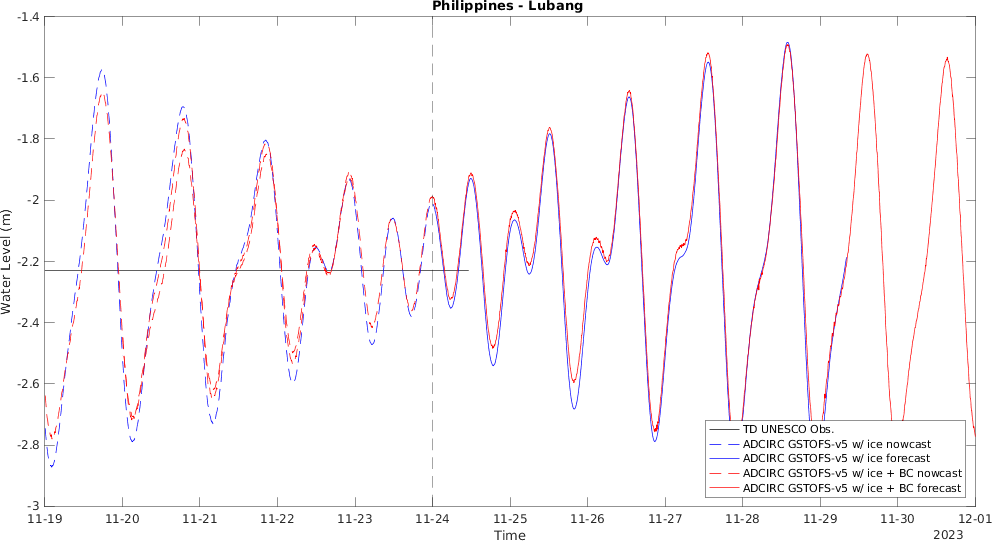 Philippines - Lubang
-1.4
-1.6
-1.8
-2
-2.2
-2.4
-2.6
-2.8
-3
Water Level (m)
TD UNESCO Obs.
ADCIRC GSTOFS-v5 w/ ice nowcast
ADCIRC GSTOFS-v5 w/ ice forecast
ADCIRC GSTOFS-v5 w/ ice + BC nowcast
ADCIRC GSTOFS-v5 w/ ice + BC forecast
11-19 11-20 11-21 11-22 11-23 11-24 11-25 11-26 11-27 11-28 11-29 11-30 12-01
Time
2023